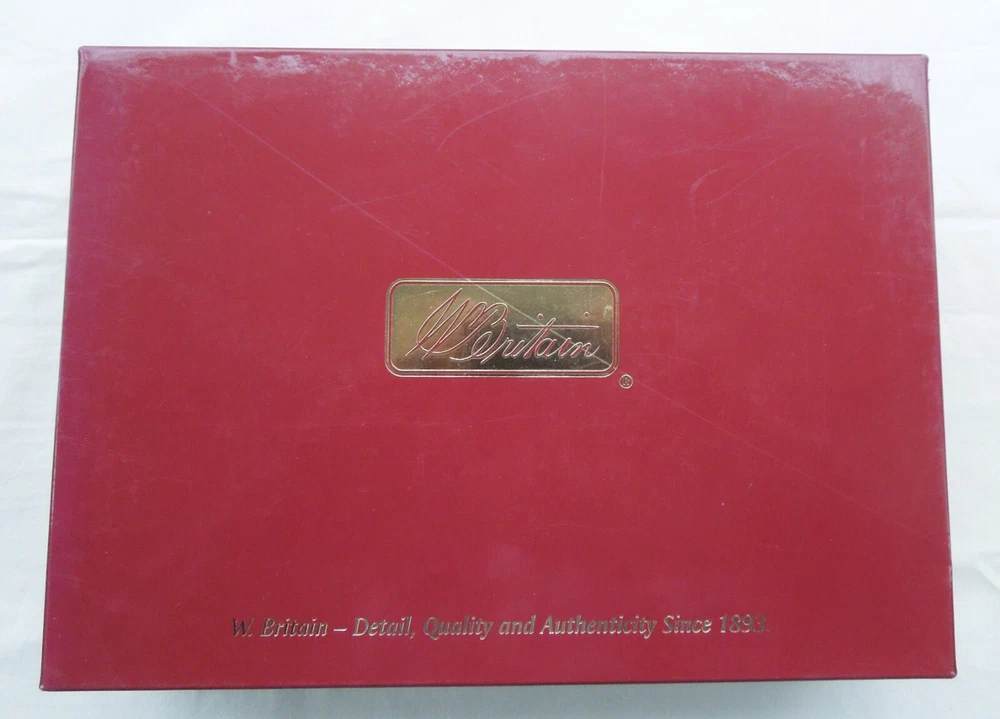 W Britain
®
W. Britain – Detail, Quality and Authenticity Since 1893.